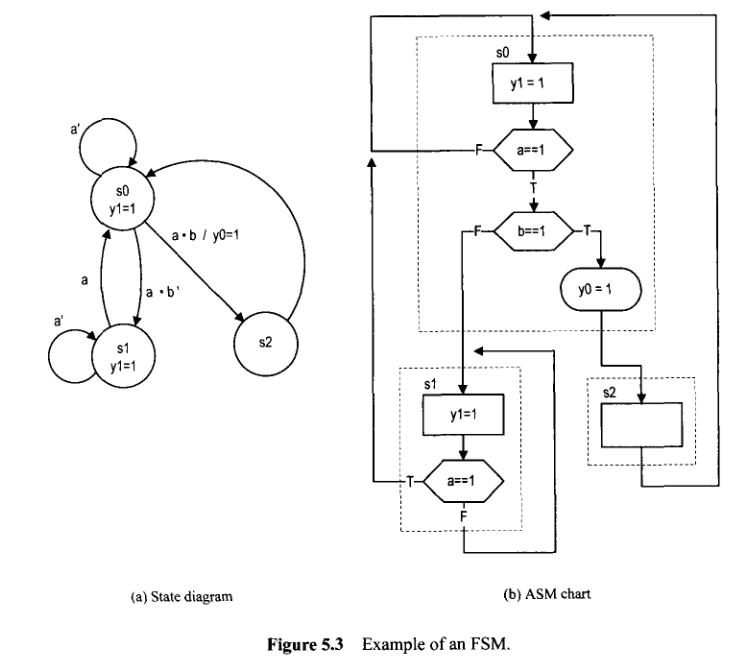 a'
s0
y1=1
a • b / y0=1
a
a • b'
a'
s1
y1=1
s2
s0
y1 = 1
F
a==1
T
F
b==1
T
y0 = 1
s1
y1=1
T
a==1
F
s2
(a) State diagram
(b) ASM chart
Figure 5.3 Example of an FSM.